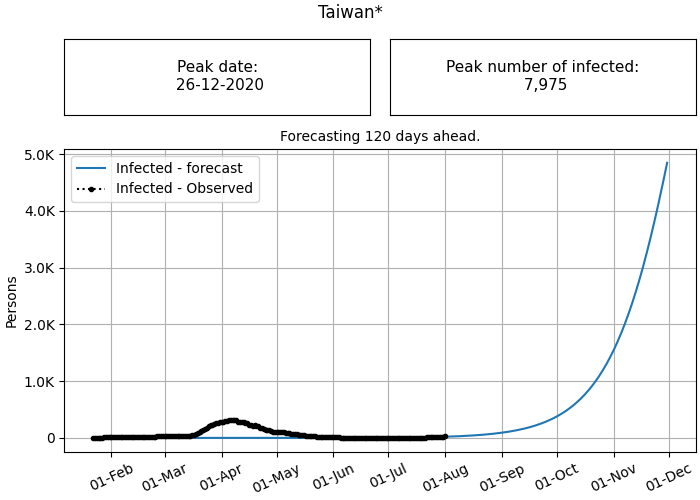 Taiwan*
Peak date:
26-12-2020
Peak number of infected:
7,975
Forecasting 120 days ahead.
Infected - forecast
Infected - Observed
Persons
5.0K
4.0K
3.0K
2.0K
1.0K
0
01-Feb
01-Mar
01-Apr
01-May
01-Jun
01-Jul
01-Aug
01-Sep
01-Oct
01-Nov
01-Dec